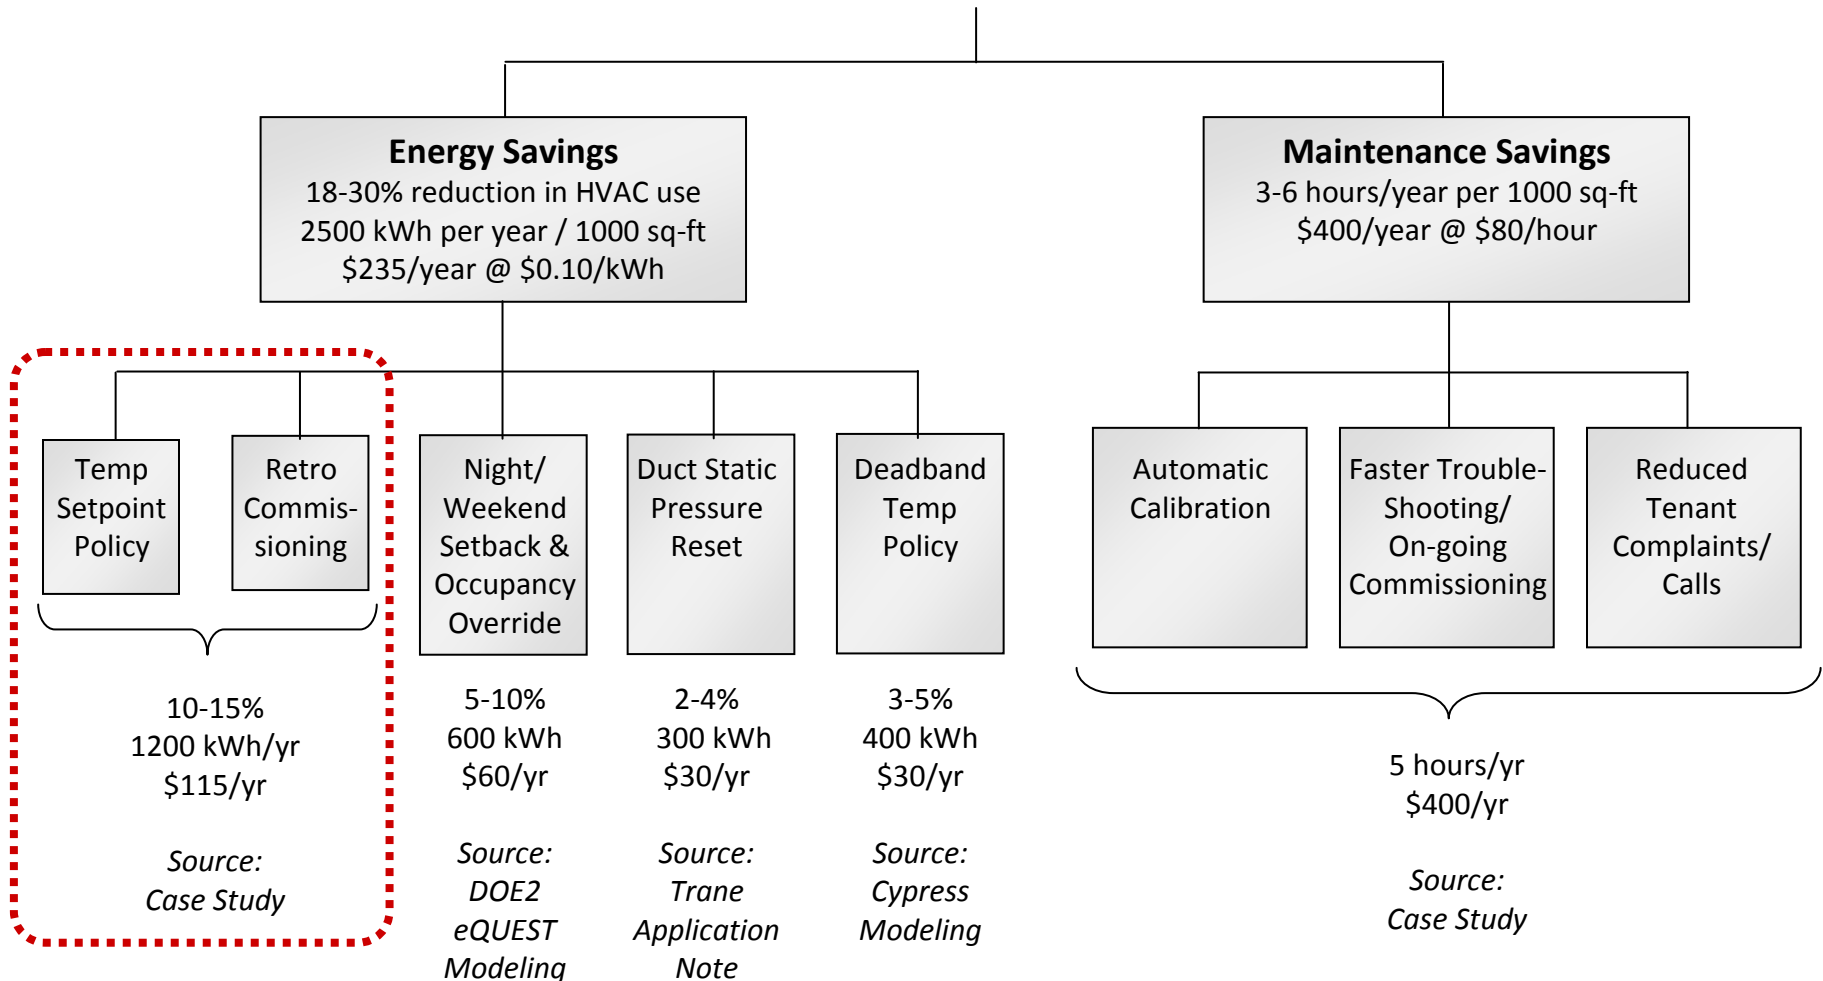 Energy Savings
18-30% reduction in HVAC use
2500 kWh per year / 1000 sq-ft
$235/year @ $0.10/kWh
Maintenance Savings
3-6 hours/year per 1000 sq-ft
$400/year @ $80/hour
Temp
Setpoint
Policy
Retro
Commis-
sioning
Night/
Weekend
Setback &
Occupancy
Override
Duct Static
Pressure
Reset
Deadband
Temp
Policy
Automatic
Calibration
Faster Trouble-
Shooting/
On-going
Commissioning
Reduced
Tenant
Complaints/
Calls
10-15%
1200 kWh/yr
$115/yr
Source:
Case Study
5-10%
600 kWh
$60/yr
Source:
DOE2
eQUEST
Modeling
2-4%
300 kWh
$30/yr
Source:
Trane
Application
Note
3-5%
400 kWh
$30/yr
Source:
Cypress
Modeling
5 hours/yr
$400/yr
Source:
Case Study